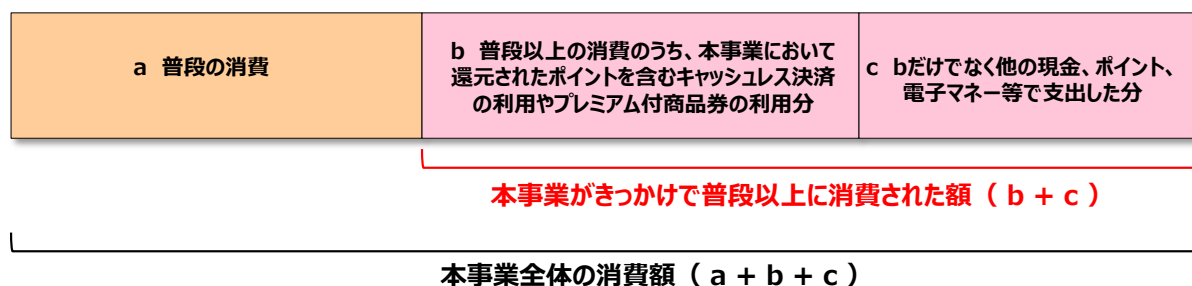 a 普段の消費
b 普段以上の消費のうち、本事業において
還元されたポイントを含むキャッシュレス決済
の利用やプレミアム付商品券の利用分
c bだけでなく他の現金、ポイント、
電子マネー等で支出した分
本事業がきっかけで普段以上に消費された額（ b + c ）
本事業全体の消費額（ a + b + c ）